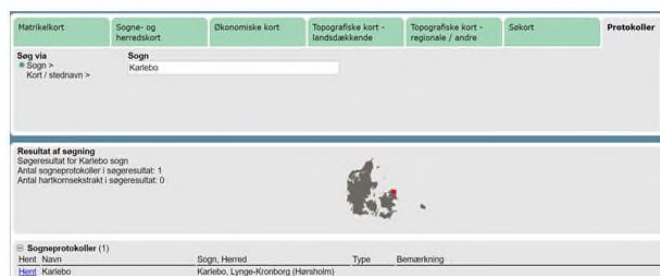 Matrikelkort
Sogne- og herredskort
Økonomiske kort
Topografiske kort - landsdækkende
Topografiske kort - regionale / andre
Søkort
Protokoller
Søg via
Sogn >
Kort / stednavn >
Sogn
Karlebo
Resultat af søgning
Søgeresultat for Karlebo sogn
Antal sogneprotokoller i søgeresultat: 1
Antal hartkornsekstrakt i søgeresultat: 0
Sogneprotokoller (1)
Hent Navn Sogn, Herred Type Bemærkning
Hent Karlebo Karlebo, Lynge-Kronborg (Hørsholm)